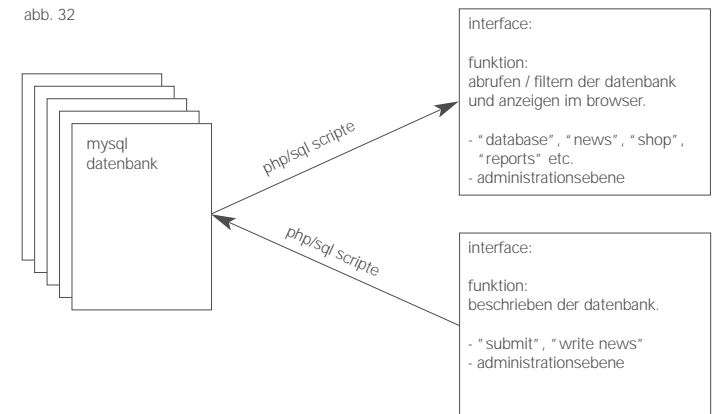 abb. 32
mysql
datenbank
php/sql scripte
php/sql scripte
interface:
funktion:
abrufen / filtern der datenbank
und anzeigen im browser.
- "database", "news", "shop",
"reports" etc.
- administrationsebene
interface:
funktion:
beschrieben der datenbank.
- "submit", "write news"
- administrationsebene